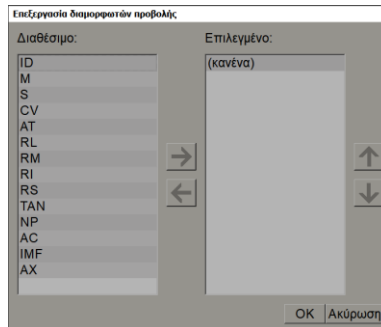 Επεξεργασία διαμορφωτών προβολής
Διαθέσιμο:
ID
M
S
CV
AT
RL
RM
RI
RS
TAN
NP
AC
IMF
AX
Επιλεγμένο:
(κανένα)
OK
Ακύρωση